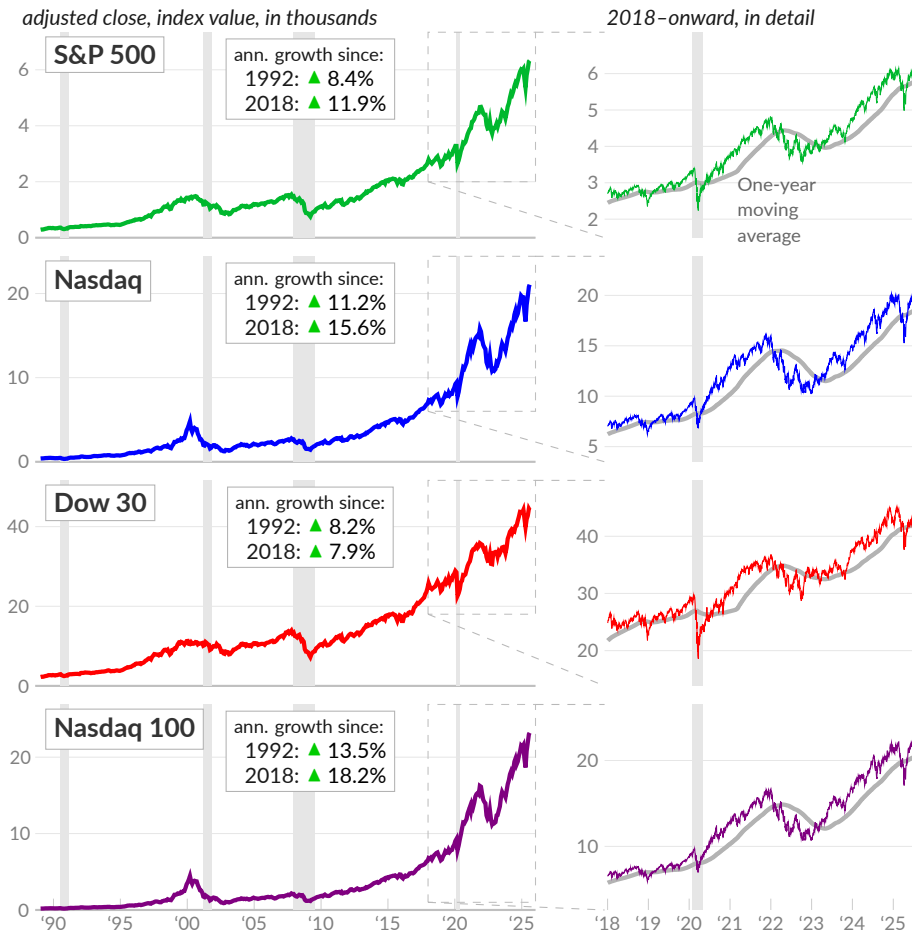 adjusted close, index value, in thousands
2018–onward, in detail
S&P 500
ann. growth since:
1992: ▲ 8.4%
2018: ▲ 11.9%
6
4
2
0
6
5
4
3
2
One-year
moving
average
Nasdaq
ann. growth since:
1992: ▲ 11.2%
2018: ▲ 15.6%
20
10
0
20
15
10
5
Dow 30
ann. growth since:
1992: ▲ 8.2%
2018: ▲ 7.9%
40
20
0
40
30
20
Nasdaq 100
ann. growth since:
1992: ▲ 13.5%
2018: ▲ 18.2%
20
10
0
20
10
‘90 95 ‘00 ‘05 ‘10 15 20 25
‘18 19 20 21 22 23 24 25